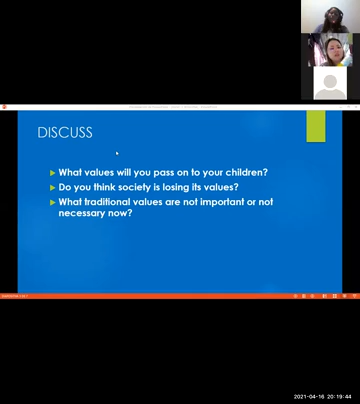 DISCUSS
What values will you pass on to your children?
Do you think society is losing its values?
What traditional values are not important or not
necessary now?
2021-04-16 20:19:44